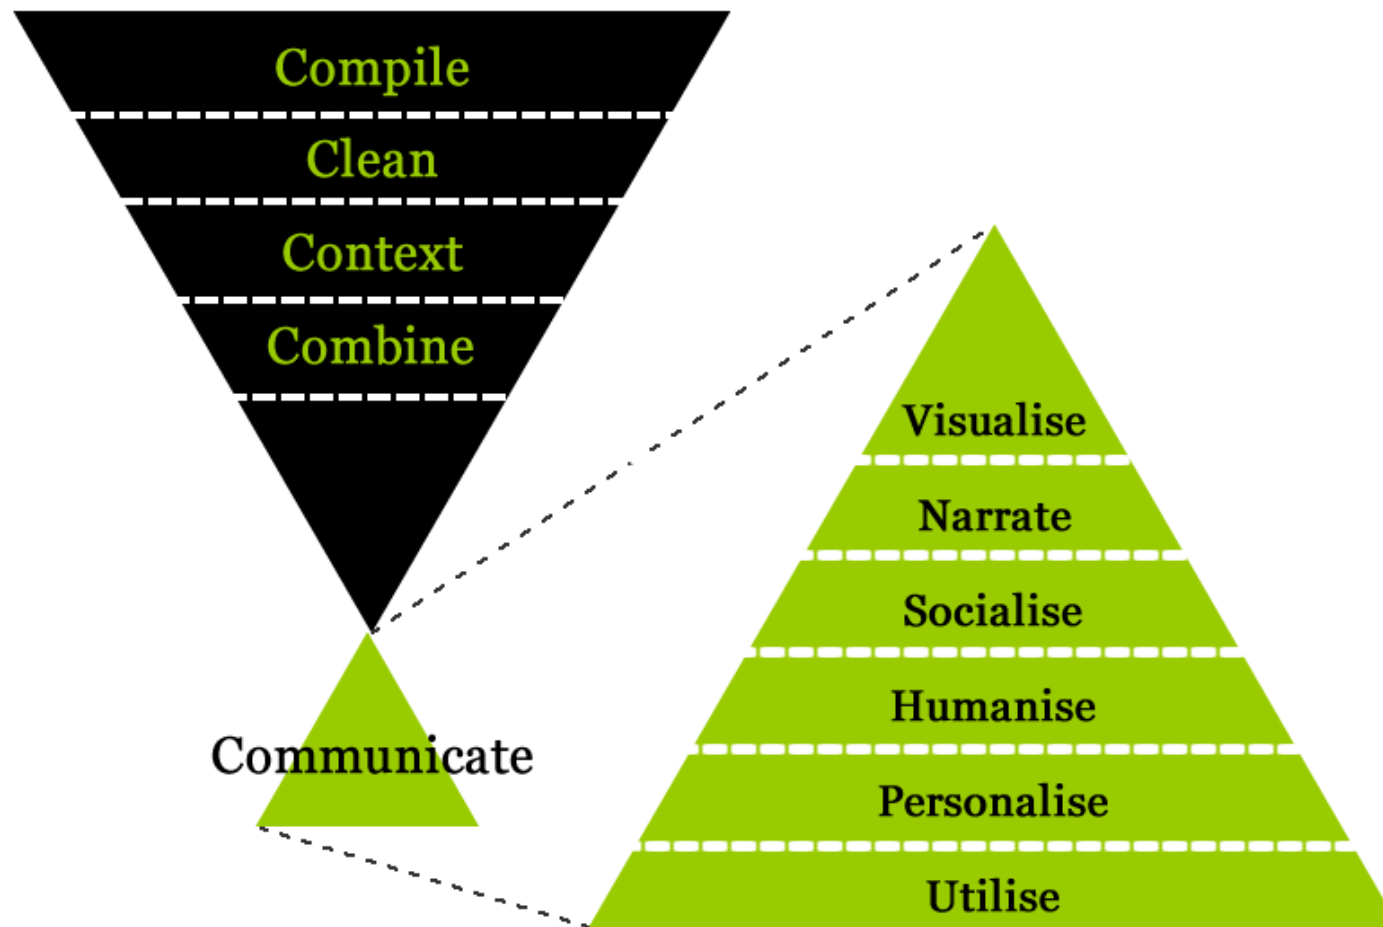 Compile
Clean
Context
Combine
Communicate
Visualise
Narrate
Socialise
Humanise
Personalise
Utilise